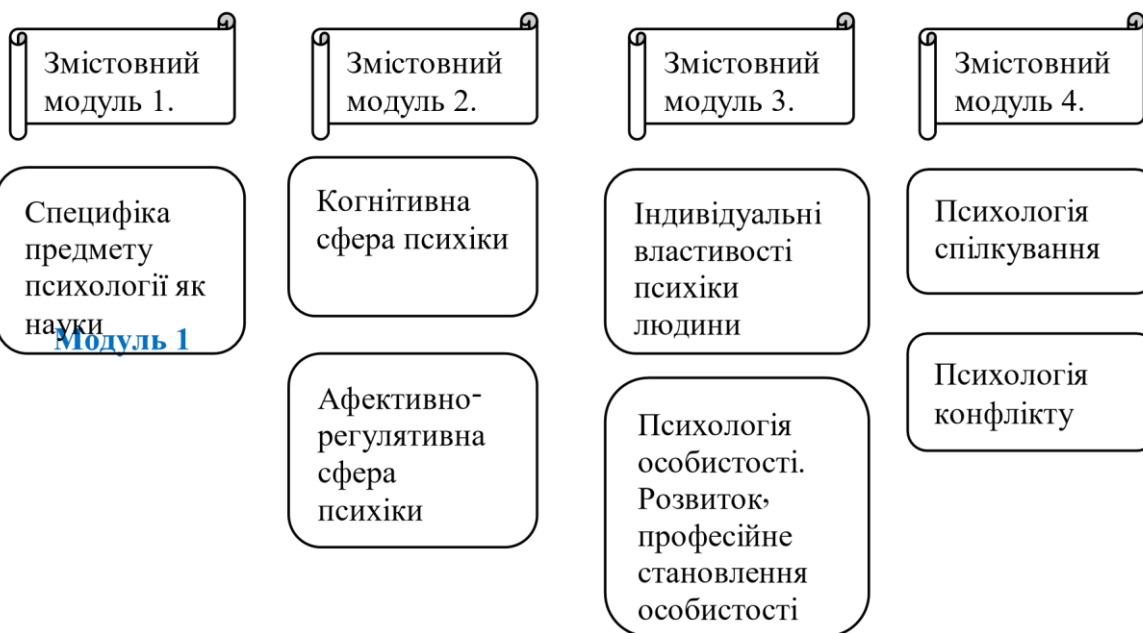 Змістовний
модуль 1.
Специфіка
предмету
психології як
науки
Модуль 1
Змістовний
модуль 2.
Когнітивна
сфера психіки
Афективно-
регулятивна
сфера
психіки
Змістовний
модуль 3.
Індивідуальні
властивості
психіки
людини
Психологія
особистості.
Розвиток,
професійне
становлення
особистості
Змістовний
модуль 4.
Психологія
спілкування
Психологія
конфлікту